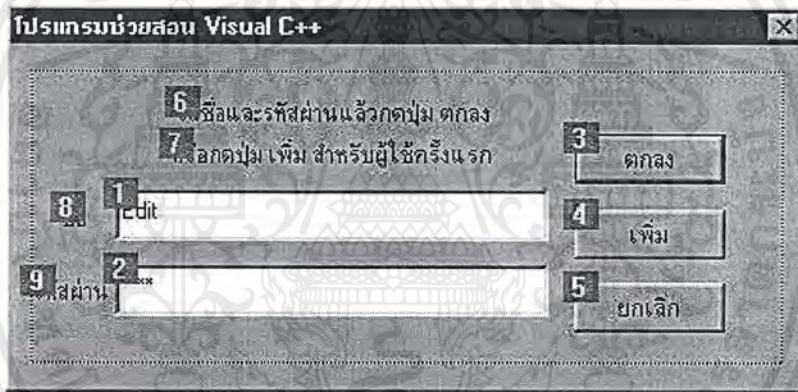 โปรแกรมช่วยสอน Visual C++
6 ชื่อและรหัสผ่านแล้วกดปุ่ม ตกลง
7 กดปุ่ม เพิ่ม สำหรับผู้ใช้ครั้งแรก
3 ตกลง
8
1 Edit
4 เพิ่ม
9 รหัสผ่าน
2 **
5 ยกเลิก